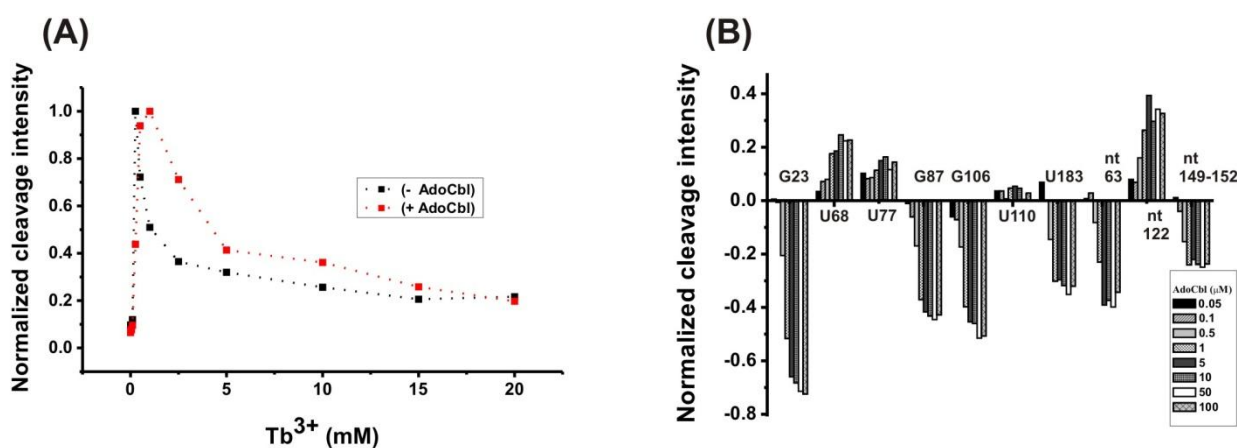 (A)
Normalized cleavage intensity
1.0
0.8
0.6
0.4
0.2
0.0
0
5
10
15
20
Tb3+ (mM)
(- AdoCbl)
(+ AdoCbl)
(B)
Normalized cleavage intensity
0.4
0.2
0.0
-0.2
-0.4
-0.6
-0.8
G23
U68
U77
G87
G106
U110
U183
nt
63
nt
122
nt
149-152
AdoCbl (μM)
0.05
0.1
0.5
1
5
10
50
100